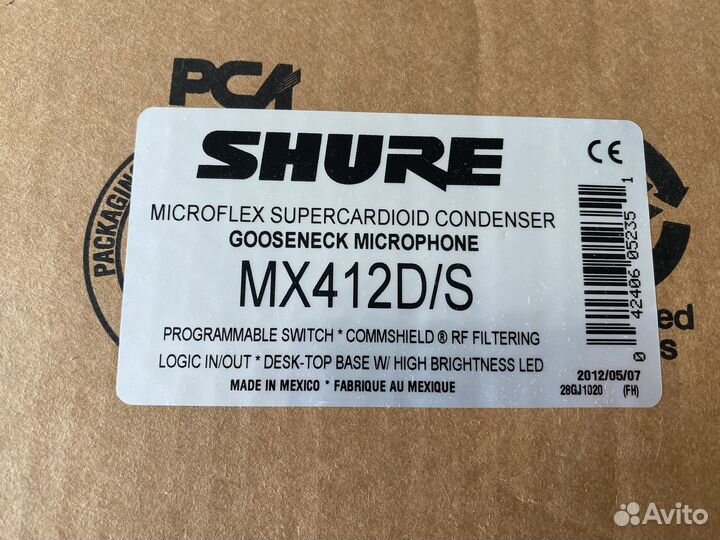 PCA
PACKAGING
SHURE
CE
MICROFLEX SUPERCARDIOID CONDENSER
GOOSENECK MICROPHONE
MX412D/S
PROGRAMMABLE SWITCH * COMMSHIELD ® RF FILTERING
LOGIC IN/OUT * DESK-TOP BASE W/ HIGH BRIGHTNESS LED
MADE IN MEXICO * FABRIQUE AU MEXIQUE
0 42406 05235 1
2012/05/07
28GJ1020 (FH)
ed
s
Avito